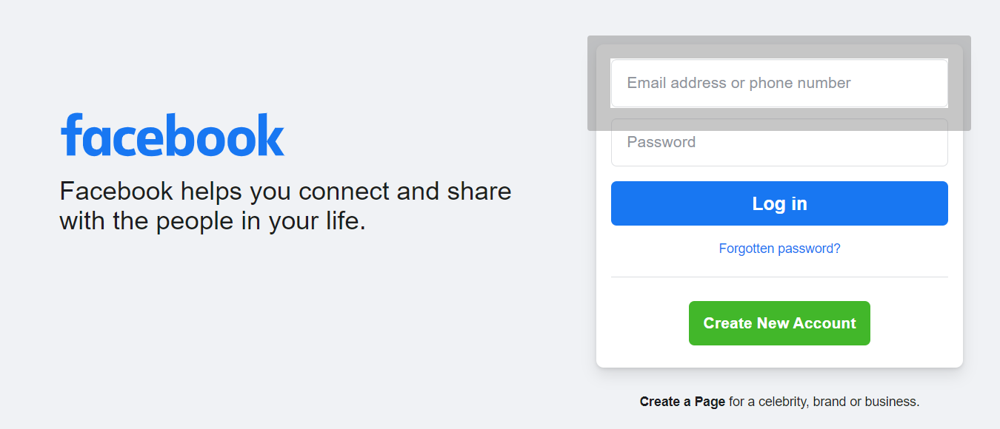 facebook
Facebook helps you connect and share
with the people in your life.
Email address or phone number
Password
Log in
Forgotten password?
Create New Account
Create a Page for a celebrity, brand or business.